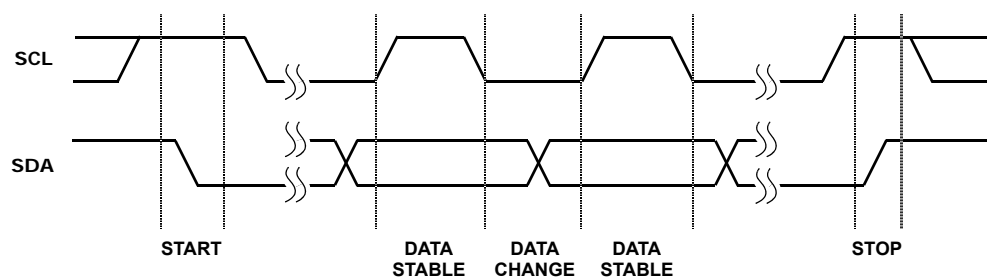 SCL
SDA
START
DATA
STABLE
DATA
CHANGE
DATA
STABLE
STOP